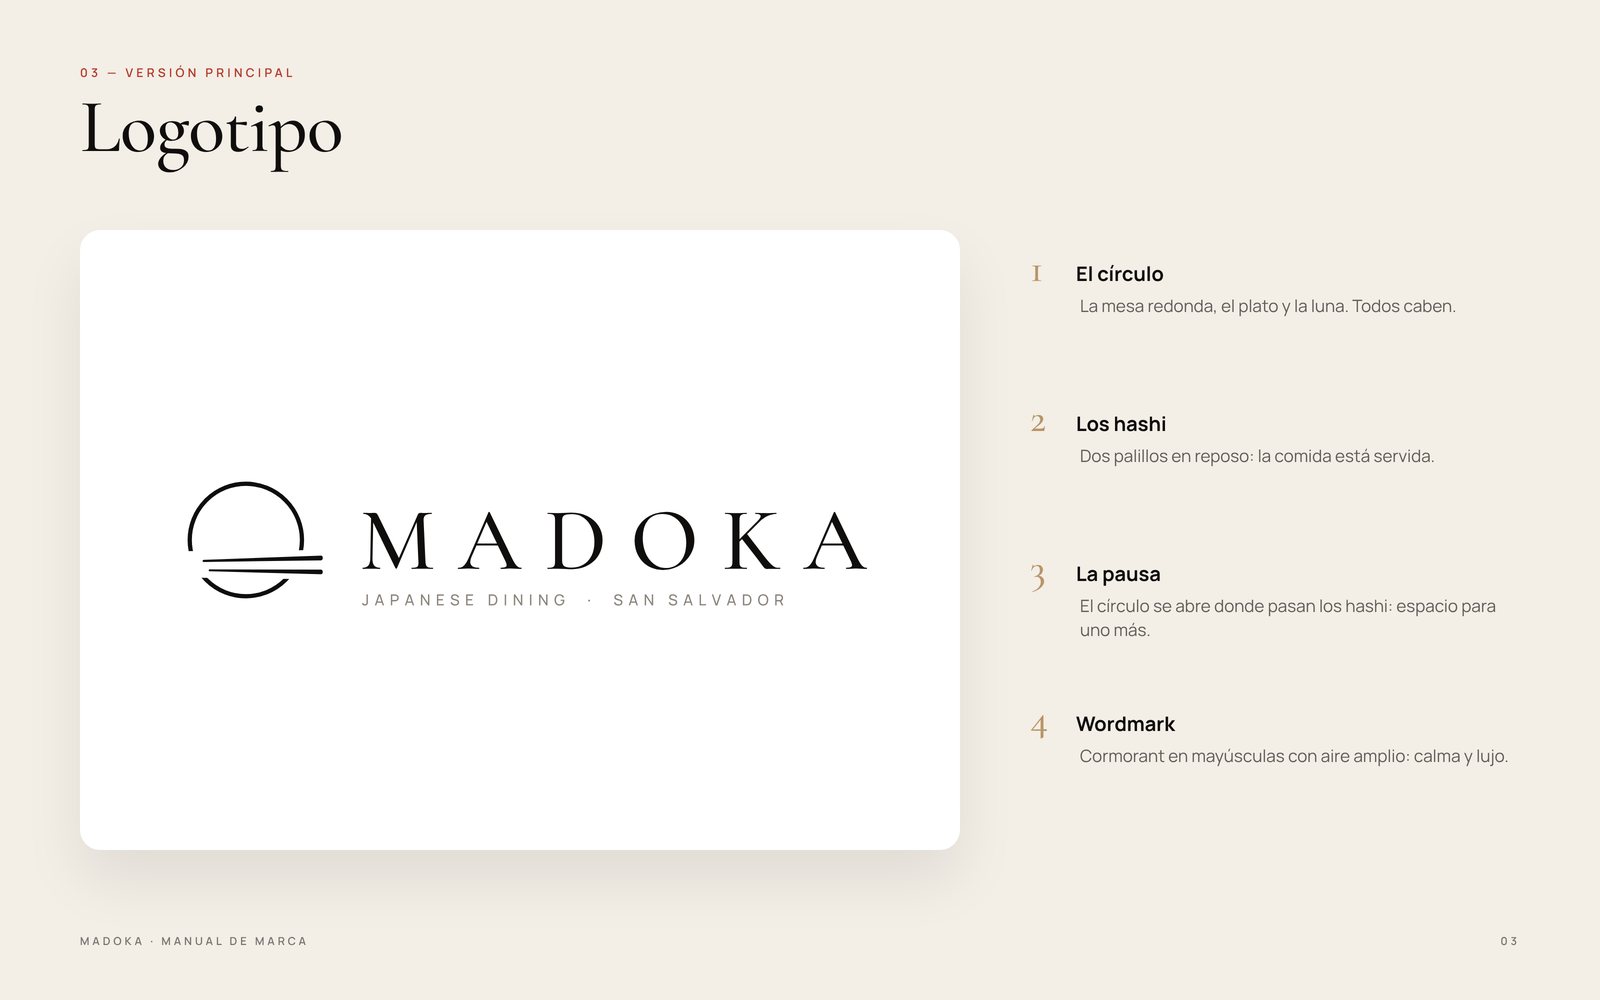 03 — VERSIÓN PRINCIPAL
Logotipo
MADOKA
JAPANESE DINING · SAN SALVADOR
1 El círculo
La mesa redonda, el plato y la luna. Todos caben.
2 Los hashi
Dos palillos en reposo: la comida está servida.
3 La pausa
El círculo se abre donde pasan los hashi: espacio para
uno más.
4 Wordmark
Cormorant en mayúsculas con aire amplio: calma y lujo.
MADOKA · MANUAL DE MARCA
03